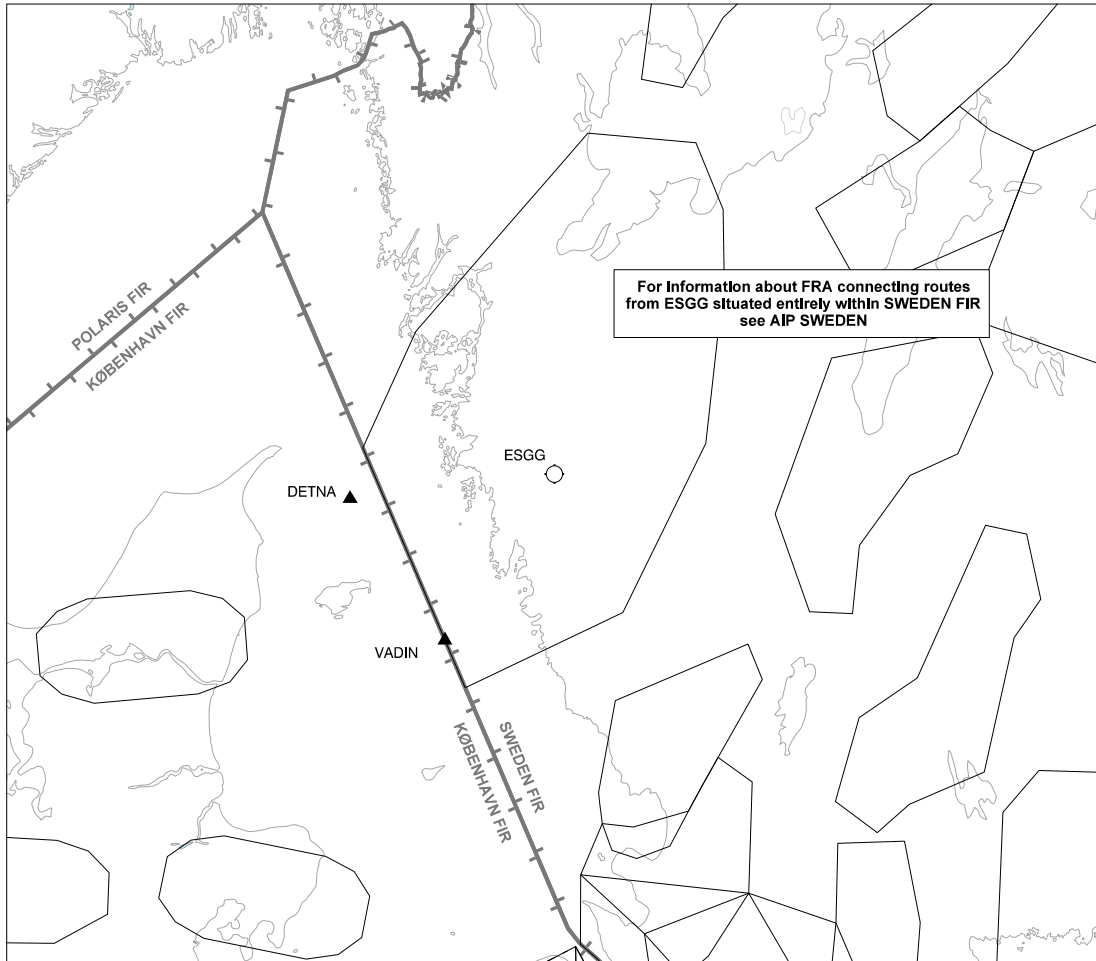 POLARIS FIR
KØBENHAVN FIR
For information about FRA connecting routes
from ESGG situated entirely within SWEDEN FIR
see AIP SWEDEN
ESGG
DETNA
VADIN
SWEDEN FIR
KØBENHAVN FIR